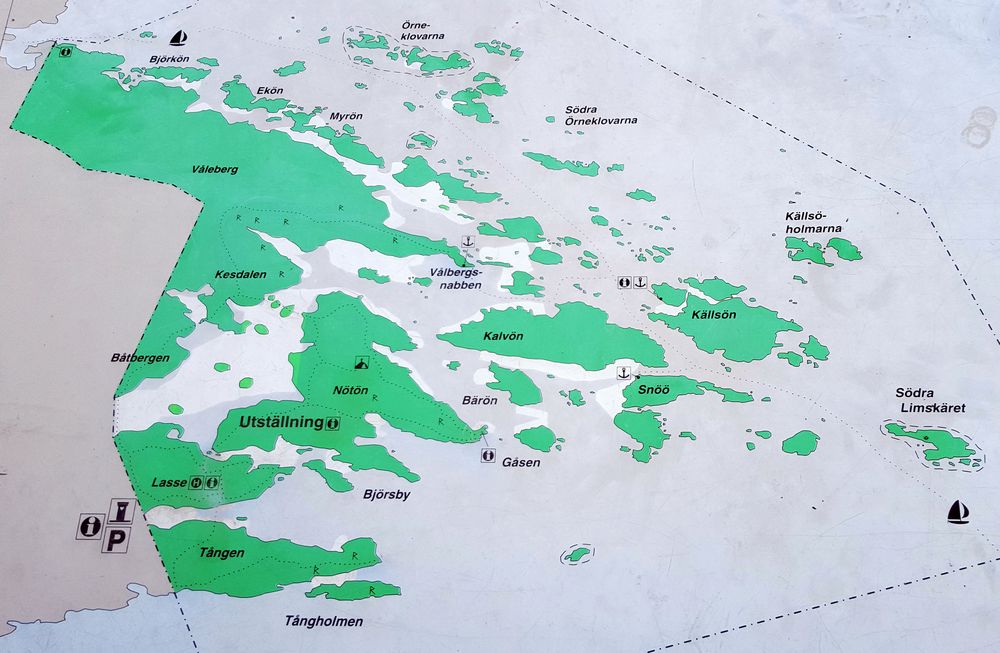 Örne-
klovarna
Björkön
Ekön
Myrön
Södra
Örneklovarna
Våleberg
R R R R
R
R
R
Källsö-
holmarna
Kesdalen
Vålbergs-
nabben
i
Källsön
Kalvön
Båtbergen
Nötön
R
Snöö
Bärön
Södra
Limskäret
Utställning i
R
i
Gåsen
Lasse H i
Björsby
i
P
Tången
R
R
R
Tångholmen